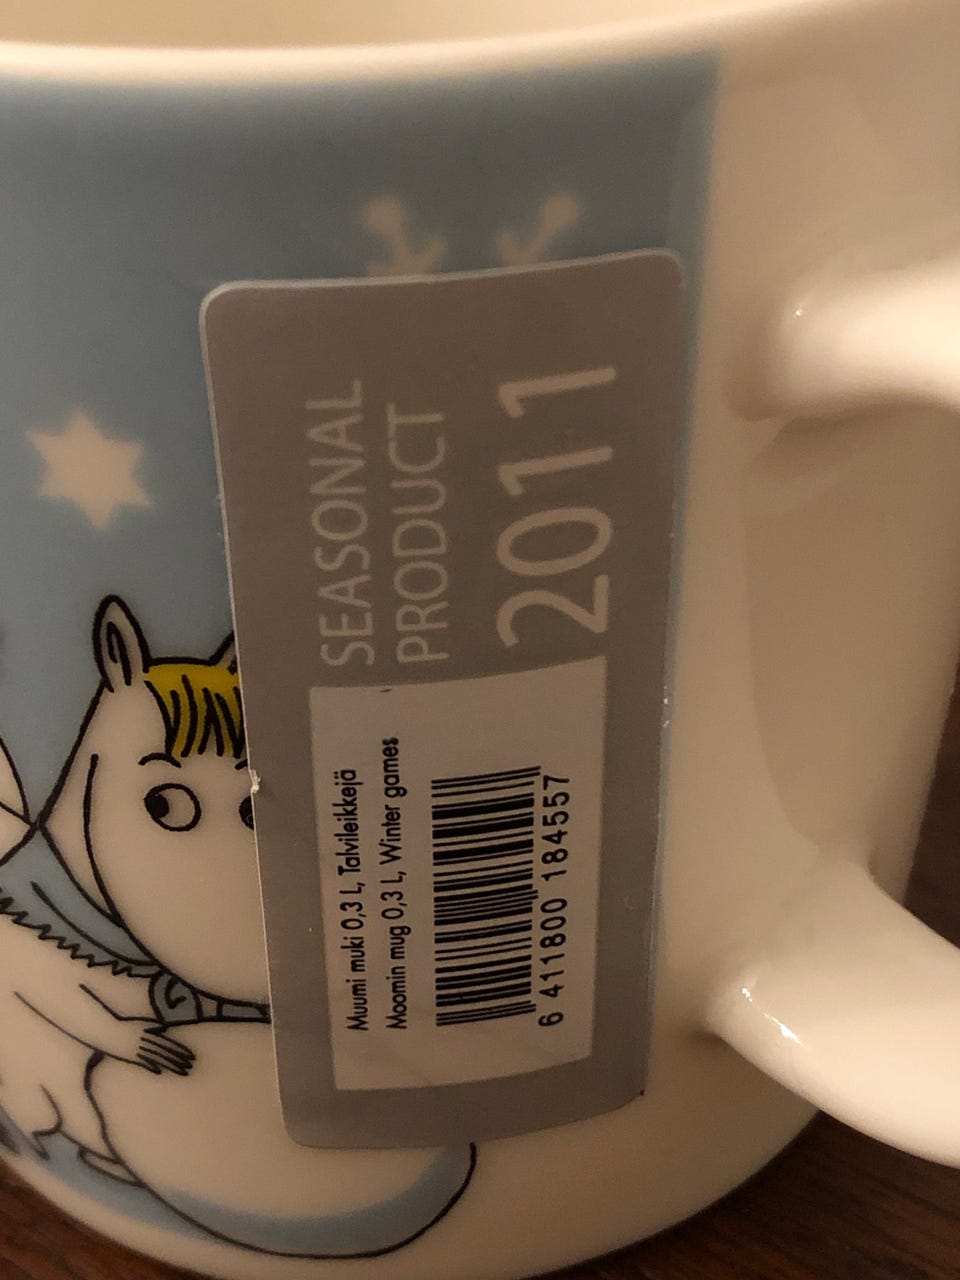 SEASONAL
PRODUCT
2011
Muumi muki 0,3 L, Talvileikkejä
Moomin mug 0,3 L, Winter games
6 411800 184557